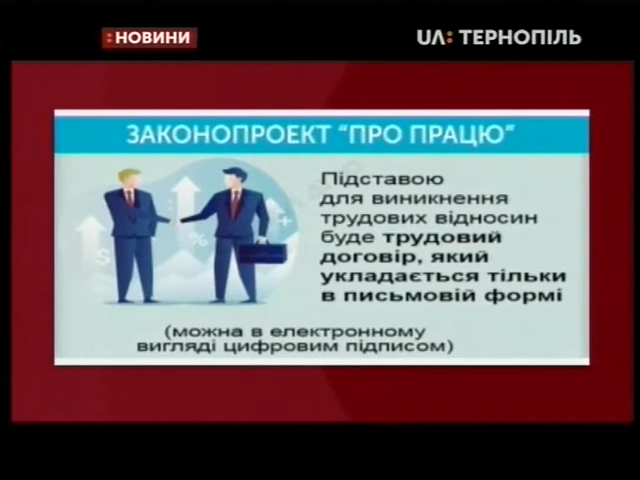 :НОВИНИ
UA: ТЕРНОПІЛЬ
ЗАКОНОПРОЕКТ "ПРО ПРАЦЮ"
Підставою
для виникнення
трудових відносин
буде трудовий
договір, який
укладається тільки
в письмовій формі
(можна в електронному
вигляді цифровим підписом)
$
%
+